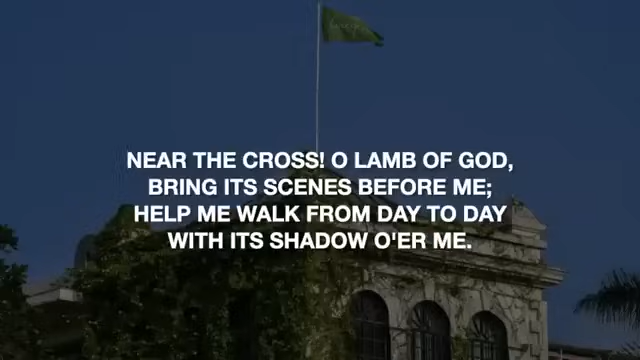 NEAR THE CROSS! O LAMB OF GOD,
BRING ITS SCENES BEFORE ME;
HELP ME WALK FROM DAY TO DAY
WITH ITS SHADOW O'ER ME.